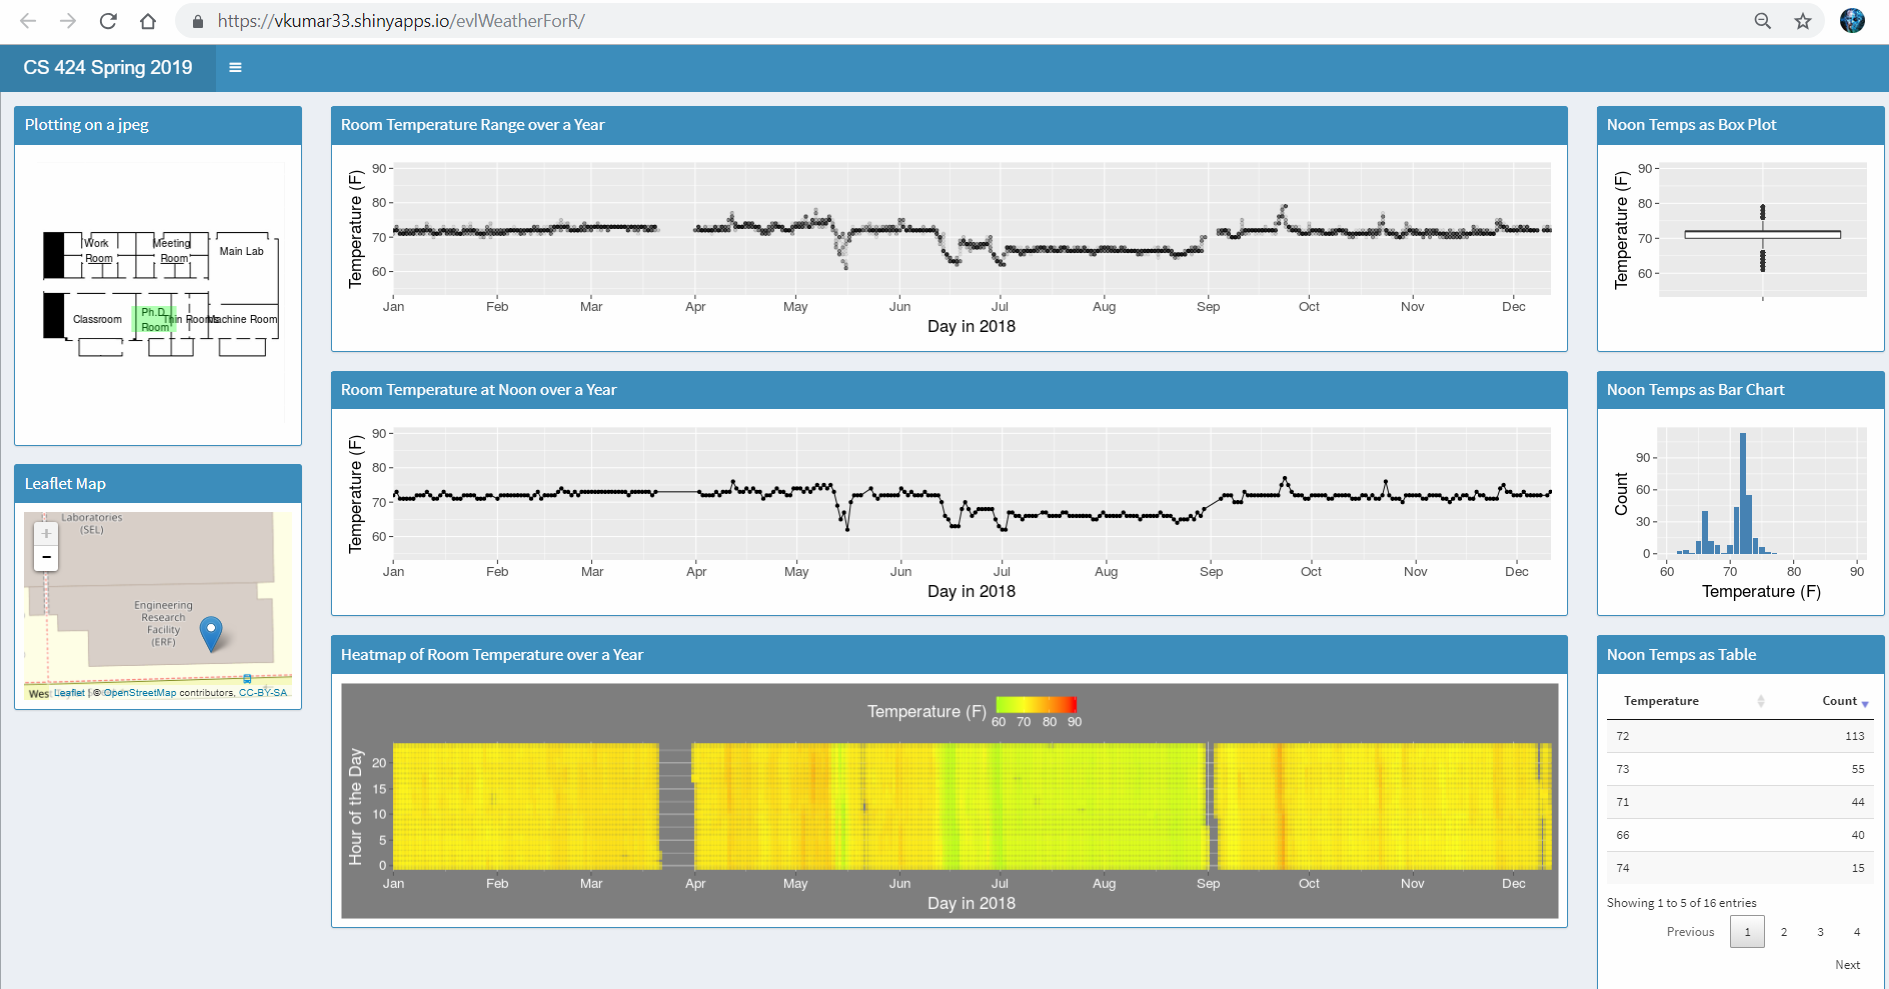 https://vkumar33.shinyapps.io/evlWeatherForR/
CS 424 Spring 2019
Plotting on a jpeg
Work
Room
Meeting
Room
Main Lab
Classroom
Ph.D
Room
Thin Rooms
Machine Room
Leaflet Map
+
−
Laboratories
(SEL)
Engineering
Research
Facility
(ERF)
Wes
Leaflet | © OpenStreetMap contributors, CC-BY-SA
Room Temperature Range over a Year
Temperature (F)
90
80
70
60
Jan Feb Mar Apr May Jun Jul Aug Sep Oct Nov Dec
Day in 2018
Room Temperature at Noon over a Year
Temperature (F)
90
80
70
60
Jan Feb Mar Apr May Jun Jul Aug Sep Oct Nov Dec
Day in 2018
Heatmap of Room Temperature over a Year
Temperature (F)
60 70 80 90
Hour of the Day
20
15
10
5
0
Jan Feb Mar Apr May Jun Jul Aug Sep Oct Nov Dec
Day in 2018
Noon Temps as Box Plot
Temperature (F)
90
80
70
60
Noon Temps as Bar Chart
Count
90
60
30
0
60 70 80 90
Temperature (F)
Noon Temps as Table
Temperature Count
72 113
73 55
71 44
66 40
74 15
Showing 1 to 5 of 16 entries
Previous 1 2 3 4
Next